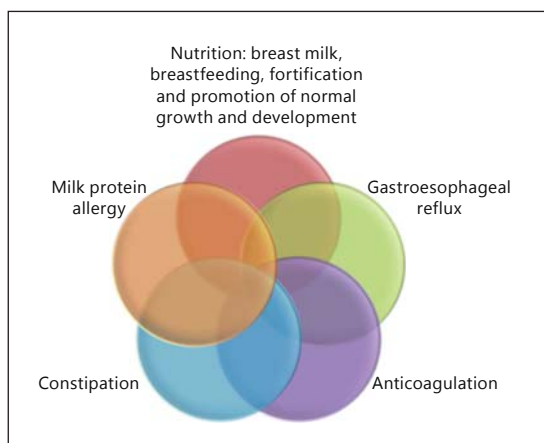 Nutrition: breast milk,
breastfeeding, fortification
and promotion of normal
growth and development
Milk protein
allergy
Gastroesophageal
reflux
Constipation
Anticoagulation